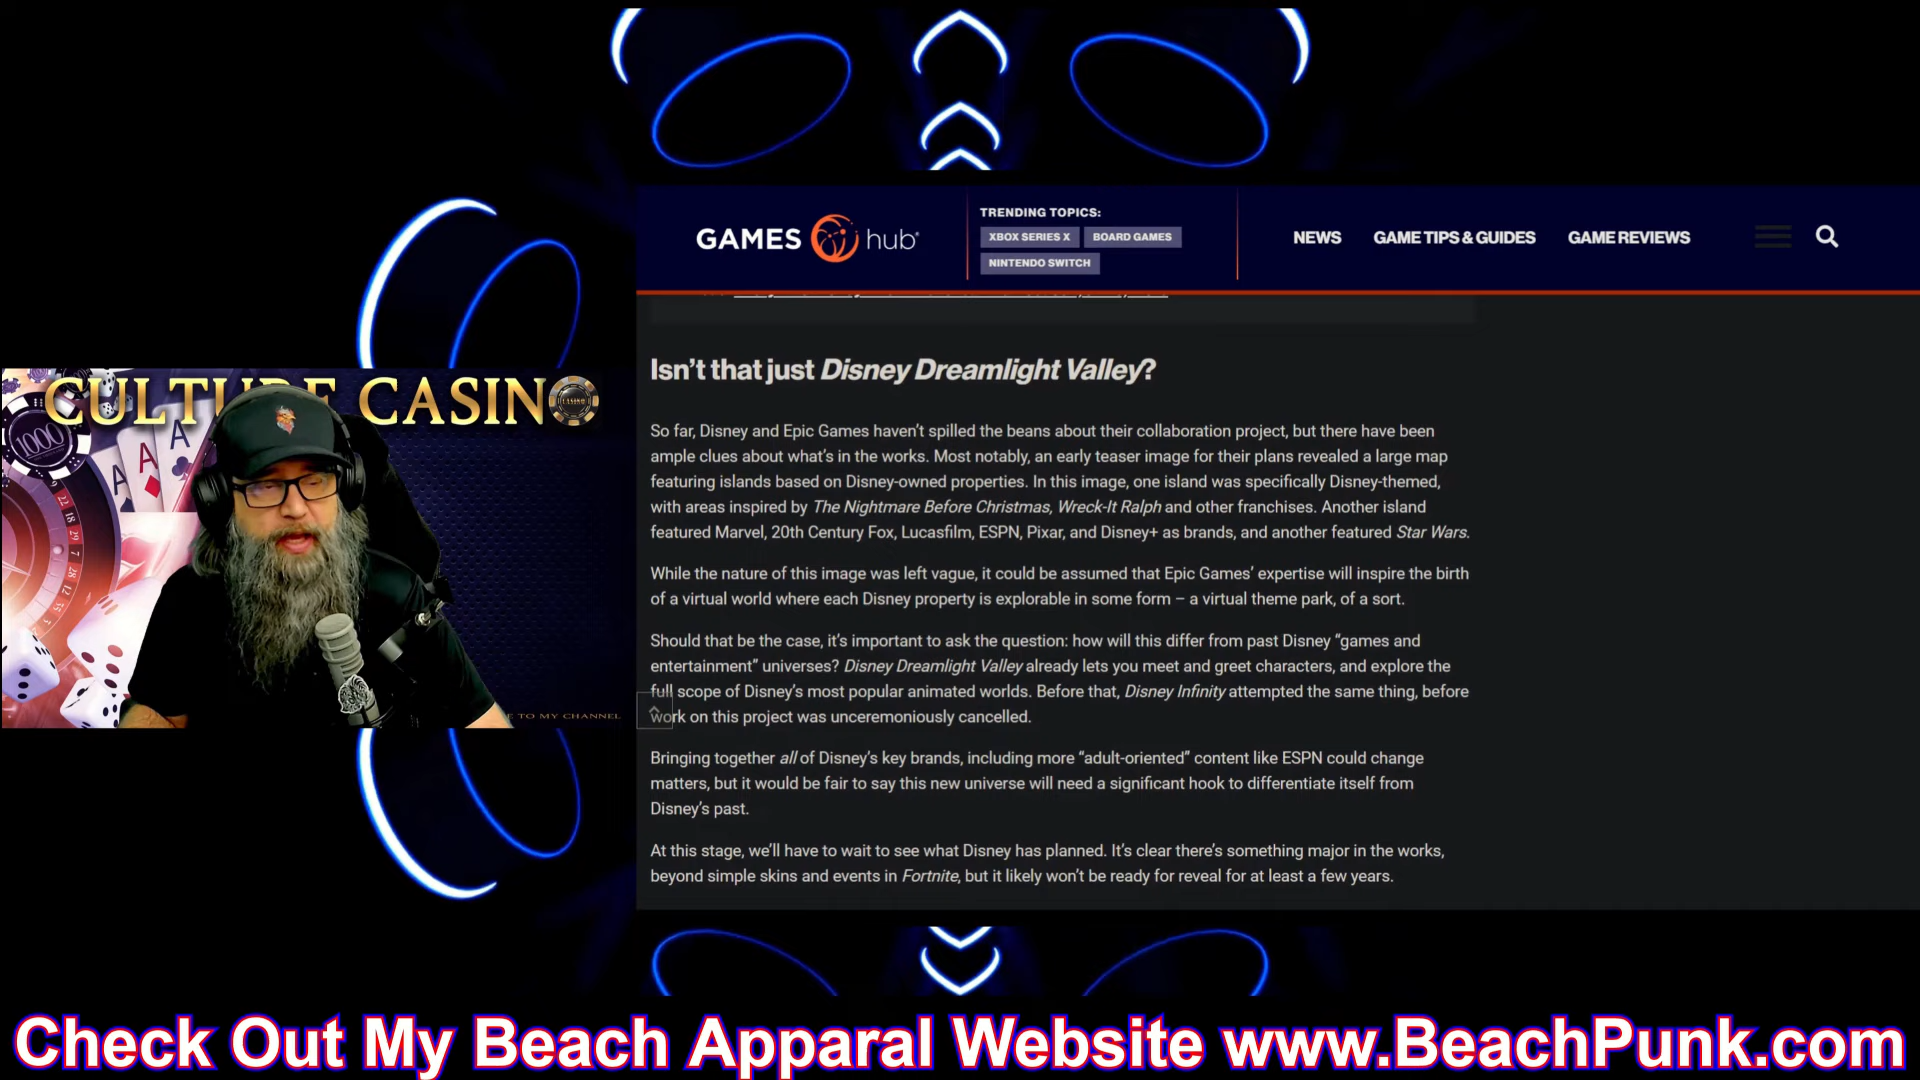 GAMES hub
TRENDING TOPICS:
XBOX SERIES X
BOARD GAMES
NINTENDO SWITCH
NEWS
GAME TIPS & GUIDES
GAME REVIEWS
Isn't that just Disney Dreamlight Valley?
So far, Disney and Epic Games haven't spilled the beans about their collaboration project, but there have been
ample clues about what's in the works. Most notably, an early teaser image for their plans revealed a large map
featuring islands based on Disney-owned properties. In this image, one island was specifically Disney-themed,
with areas inspired by The Nightmare Before Christmas, Wreck-It Ralph and other franchises. Another island
featured Marvel, 20th Century Fox, Lucasfilm, ESPN, Pixar, and Disney+ as brands, and another featured Star Wars.
While the nature of this image was left vague, it could be assumed that Epic Games' expertise will inspire the birth
of a virtual world where each Disney property is explorable in some form – a virtual theme park, of a sort.
Should that be the case, it's important to ask the question: how will this differ from past Disney "games and
entertainment" universes? Disney Dreamlight Valley already lets you meet and greet characters, and explore the
full scope of Disney's most popular animated worlds. Before that, Disney Infinity attempted the same thing, before
work on this project was unceremoniously cancelled.
Bringing together all of Disney's key brands, including more "adult-oriented" content like ESPN could change
matters, but it would be fair to say this new universe will need a significant hook to differentiate itself from
Disney's past.
At this stage, we'll have to wait to see what Disney has planned. It's clear there's something major in the works,
beyond simple skins and events in Fortnite, but it likely won't be ready for reveal for at least a few years.
CULTURE CASINO
1000
A
A
A
TO MY CHANNEL
Check Out My Beach Apparal Website www.BeachPunk.com